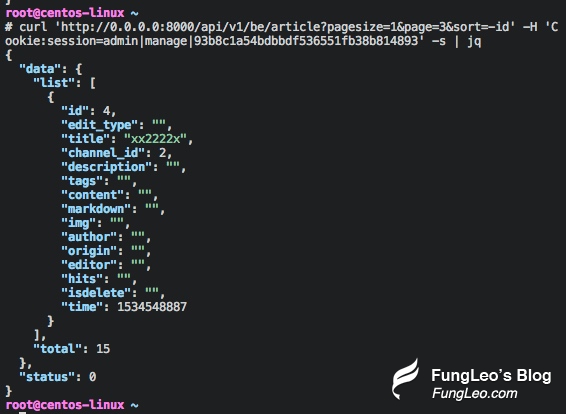 root@centos-linux ~
# curl 'http://0.0.0.0:8000/api/v1/be/article?pagesize=1&page=3&sort=-id' -H 'C
ookie:session=admin|manage|93b8c1a54bdbbdf536551fb38b814893' -s | jq
{
  "data": {
    "list": [
      {
        "id": 4,
        "edit_type": "",
        "title": "xx2222x",
        "channel_id": 2,
        "description": "",
        "tags": "",
        "content": "",
        "markdown": "",
        "img": "",
        "author": "",
        "origin": "",
        "editor": "",
        "hits": "",
        "isdelete": "",
        "time": 1534548887
      }
    ],
    "total": 15
  },
  "status": 0
}
root@centos-linux ~
FungLeo's Blog
FungLeo.com